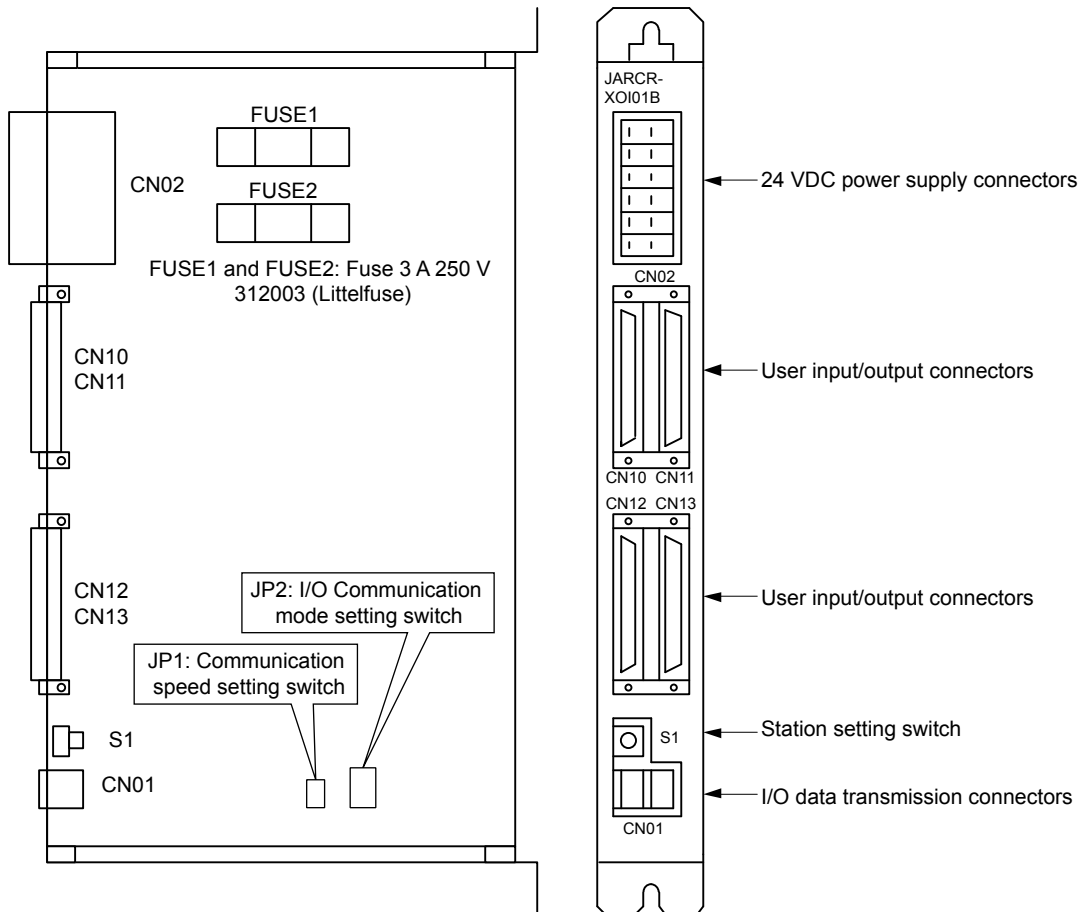 FUSE1
CN02
FUSE2
FUSE1 and FUSE2: Fuse 3 A 250 V
312003 (Littelfuse)
CN10
CN11
CN12
CN13
JP2: I/O Communication
mode setting switch
JP1: Communication
speed setting switch
S1
CN01
JARCR-
XOI01B
24 VDC power supply connectors
CN02
User input/output connectors
CN10 CN11
CN12 CN13
User input/output connectors
S1
Station setting switch
I/O data transmission connectors
CN01